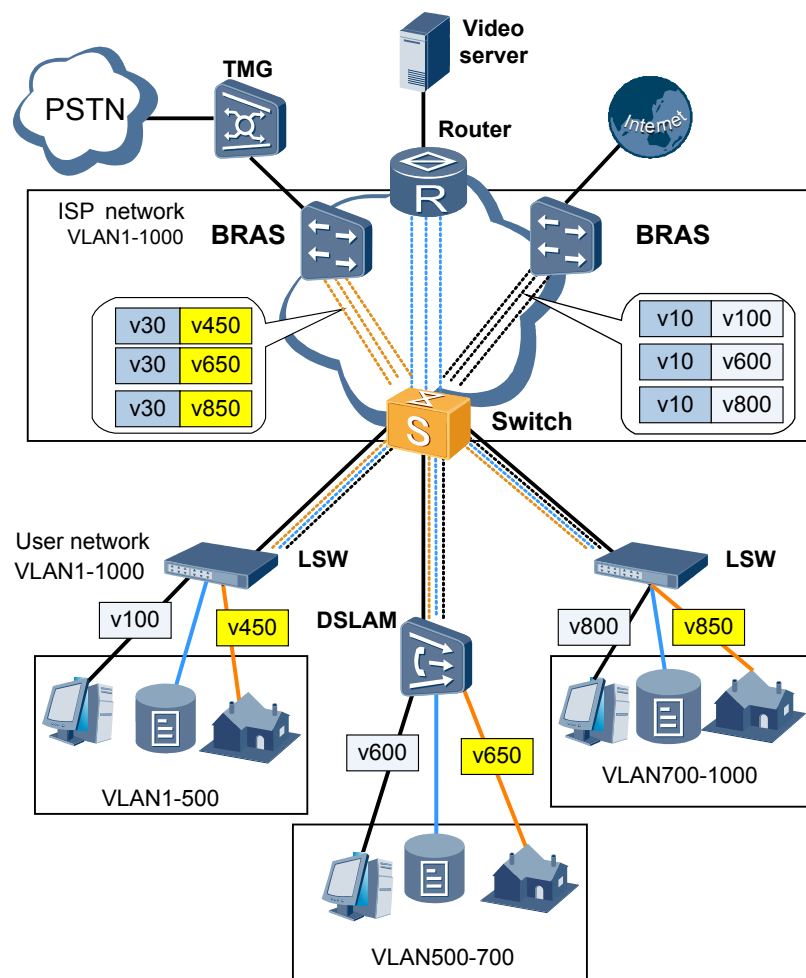 Video
server
TMG
PSTN
Internet
Router
R
ISP network
VLAN1-1000
BRAS
BRAS
v30 v450
v30 v650
v30 v850
v10 v100
v10 v600
v10 v800
S
Switch
User network
VLAN1-1000
LSW
LSW
DSLAM
v100
v450
v800
v850
v600
v650
VLAN1-500
VLAN700-1000
VLAN500-700